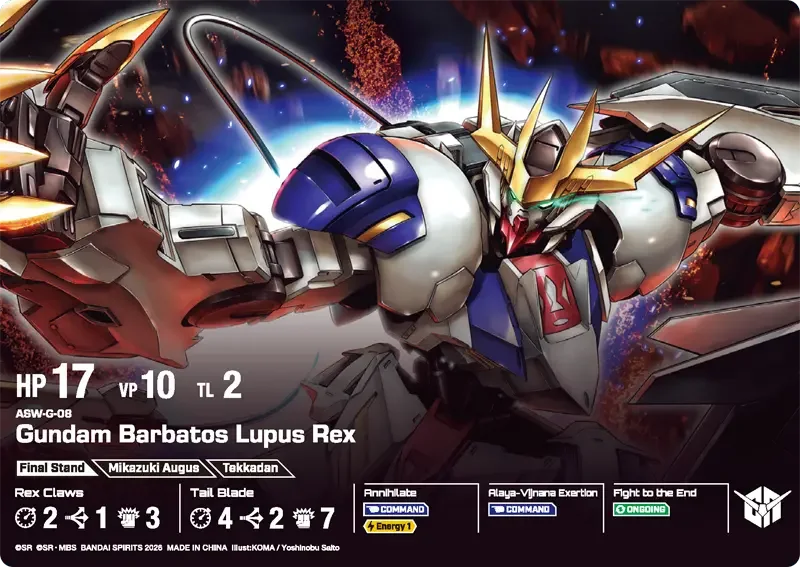 HP 17 VP 10 TL 2
ASW-G-08
Gundam Barbatos Lupus Rex
Final Stand Mikazuki Augus Tekkadan
Rex Claws
2 1 3
Tail Blade
4 2 7
Annihilate
COMMAND
Energy 1
Alaya-Vijnana Exertion
COMMAND
Fight to the End
ONGOING
©SR ©SR・MBS BANDAI SPIRITS 2026 MADE IN CHINA Illust:KOMA / Yoshinobu Saito